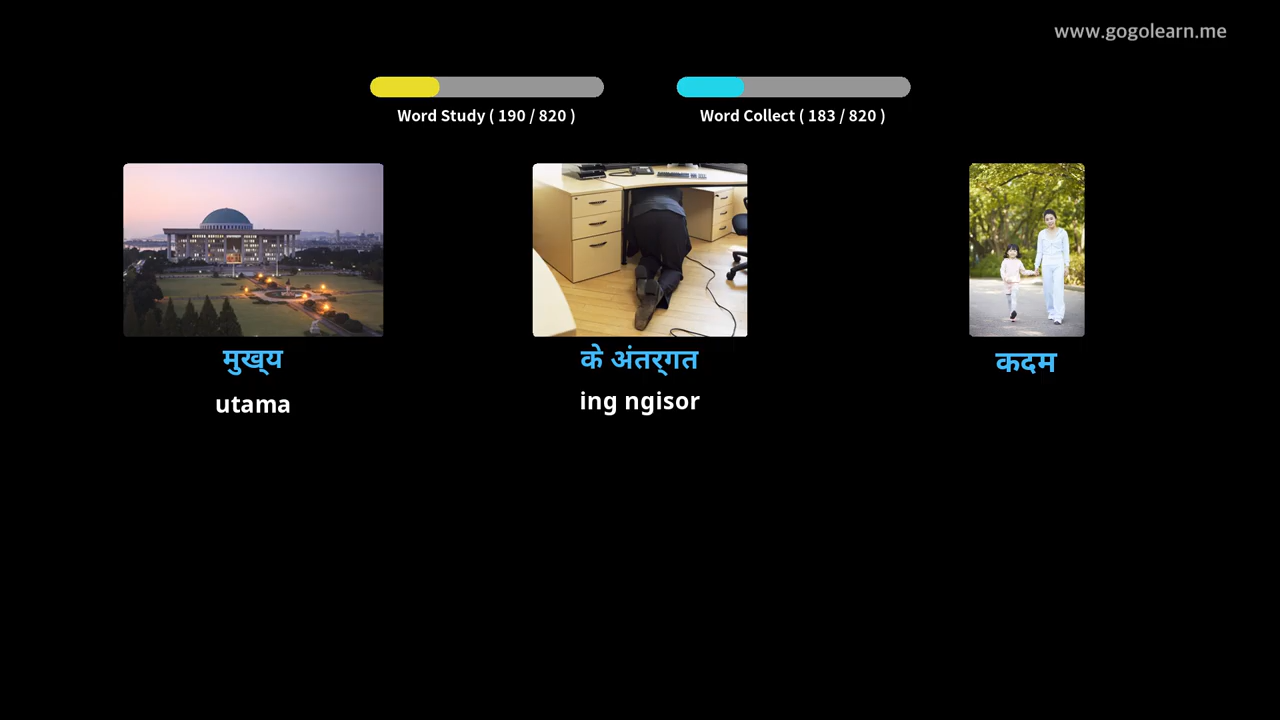 www.gogolearn.me
Word Study ( 190 / 820 )
Word Collect ( 183 / 820 )
मुख्य
के अंतर्गत
कदम
utama
ing ngisor